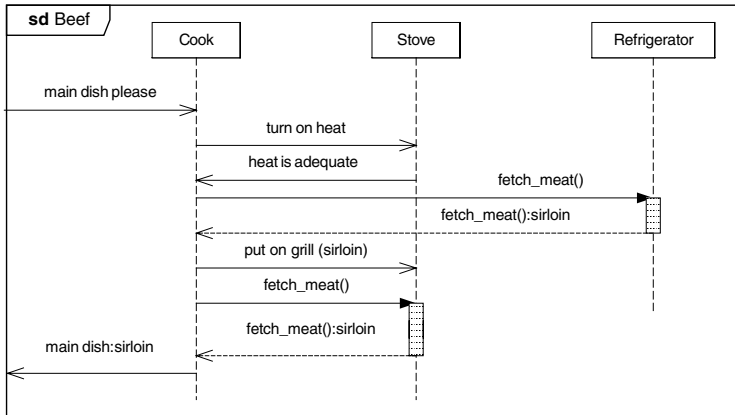 sd Beef
Cook
Stove
Refrigerator
main dish please
turn on heat
heat is adequate
fetch_meat()
fetch_meat():sirloin
put on grill (sirloin)
fetch_meat()
fetch_meat():sirloin
main dish:sirloin